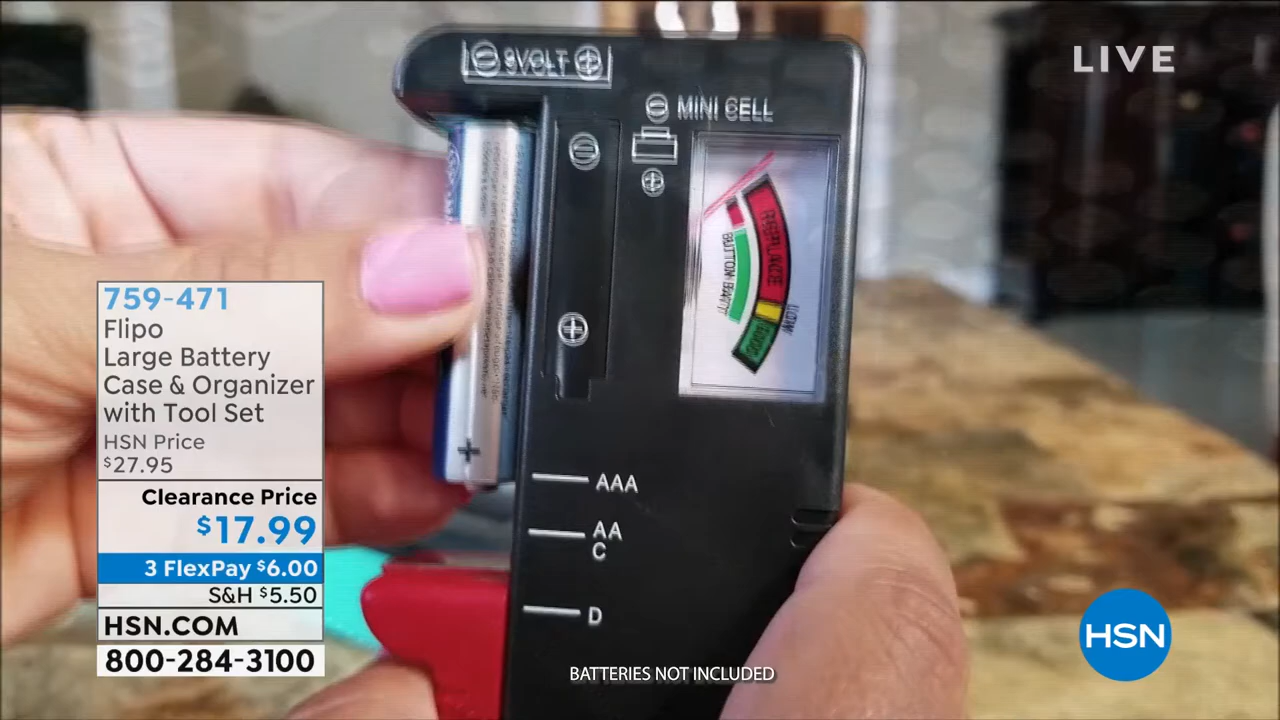 LIVE
9VOLT
MINI CELL
REPLACE
LOW
GOOD
BUTTON BATT
AAA
AA
C
D
759-471
Flipo
Large Battery
Case & Organizer
with Tool Set
HSN Price
$27.95
Clearance Price
$17.99
3 FlexPay $6.00
S&H $5.50
HSN.COM
800-284-3100
BATTERIES NOT INCLUDED
HSN